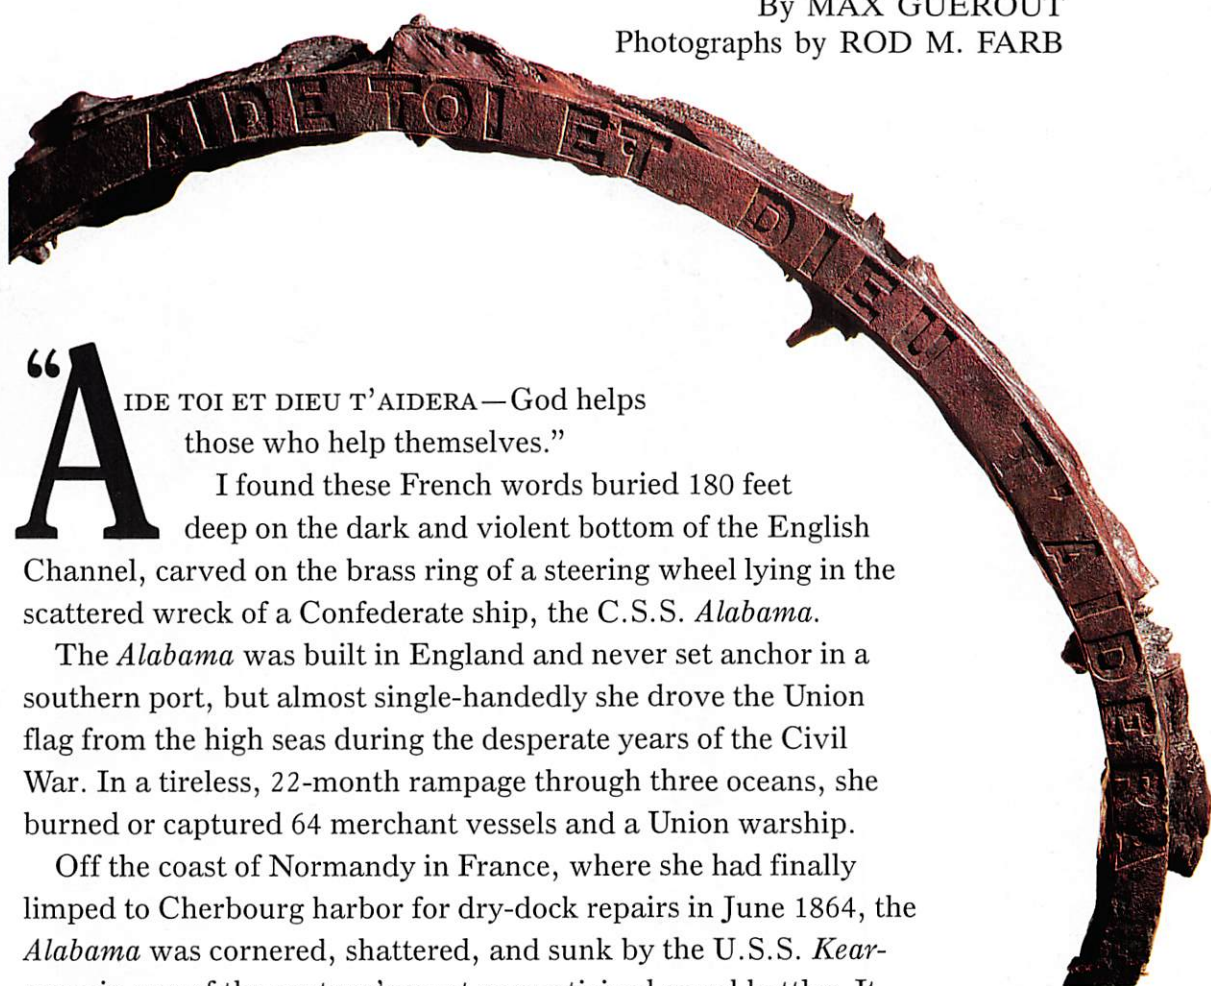 By MAX GUEROUT
Photographs by ROD M. FARB
AIDE TOI ET DIEU T'AIDERA
“AIDE TOI ET DIEU T’AIDERA—God helps
those who help themselves.”
I found these French words buried 180 feet
deep on the dark and violent bottom of the English
Channel, carved on the brass ring of a steering wheel lying in the
scattered wreck of a Confederate ship, the C.S.S. Alabama.
The Alabama was built in England and never set anchor in a
southern port, but almost single-handedly she drove the Union
flag from the high seas during the desperate years of the Civil
War. In a tireless, 22-month rampage through three oceans, she
burned or captured 64 merchant vessels and a Union warship.
Off the coast of Normandy in France, where she had finally
limped to Cherbourg harbor for dry-dock repairs in June 1864, the
Alabama was cornered, shattered, and sunk by the U.S.S. Kear-